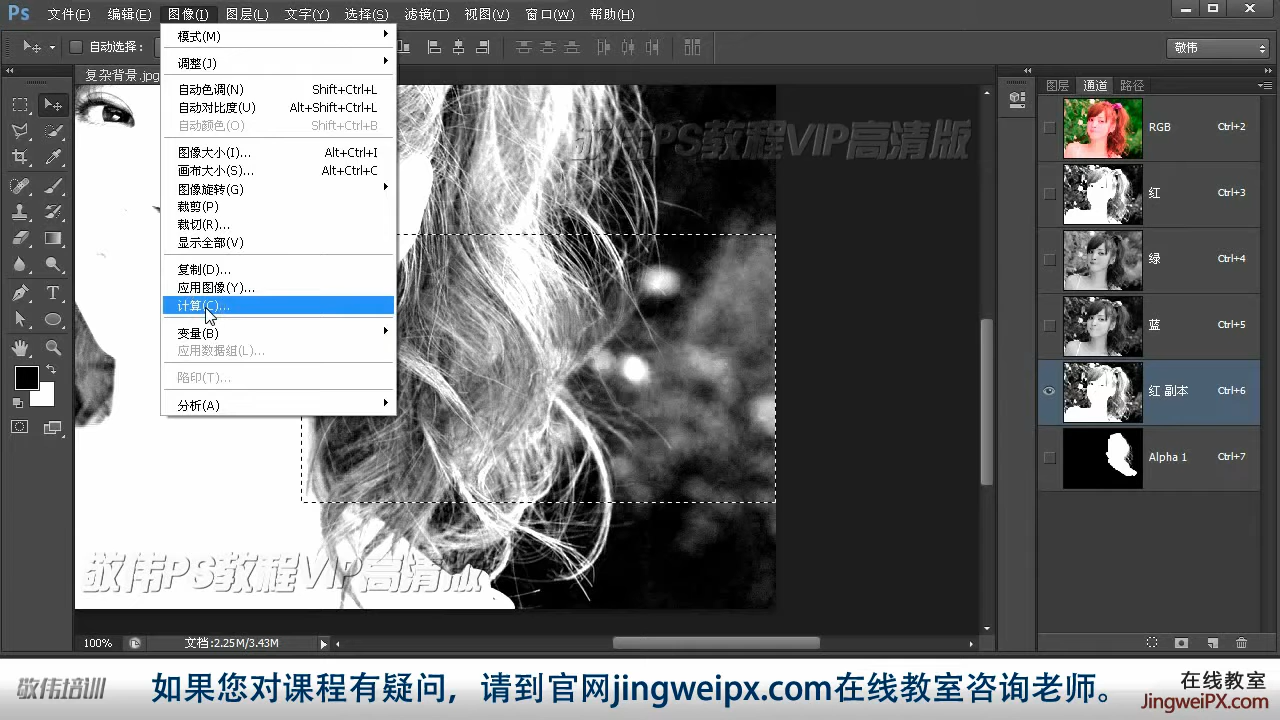 Ps 文件(F) 编辑(E) 图像(I) 图层(L) 文字(Y) 选择(S) 滤镜(T) 视图(V) 窗口(W) 帮助(H)
自动选择:
敬伟
复杂背景.jpg
模式(M)
调整(J)
自动色调(N) Shift+Ctrl+L
自动对比度(U) Alt+Shift+Ctrl+L
自动颜色(O) Shift+Ctrl+B
图像大小(I)... Alt+Ctrl+I
画布大小(S)... Alt+Ctrl+C
图像旋转(G)
裁剪(P)
裁切(R)...
显示全部(V)
复制(D)...
应用图像(Y)...
计算(C)...
变量(B)
应用数据组(L)...
陷印(T)...
分析(A)
敬伟PS教程VIP高清版
敬伟PS教程VIP高清版
图层 通道 路径
RGB Ctrl+2
红 Ctrl+3
绿 Ctrl+4
蓝 Ctrl+5
红 副本 Ctrl+6
Alpha 1 Ctrl+7
100% 文档:2.25M/3.43M
敬伟培训 如果您对课程有疑问，请到官网jingweipx.com在线教室咨询老师。
在线教室
JingweiPX.com